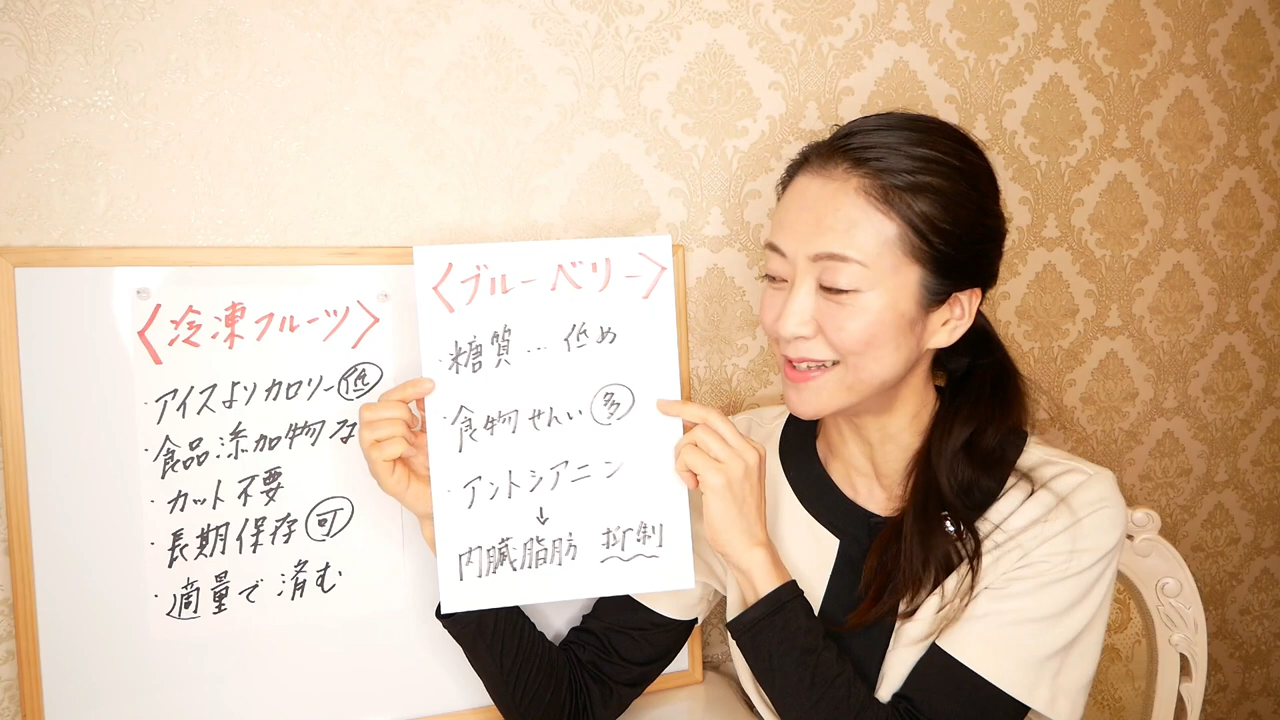 〈冷凍フルーツ〉
・アイスよりカロリー低
・食品添加物な
・カット不要
・長期保存可
・適量で済む
〈ブルーベリー〉
・糖質…低め
・食物せんい多
・アントシアニン
↓
内臓脂肪 抑制